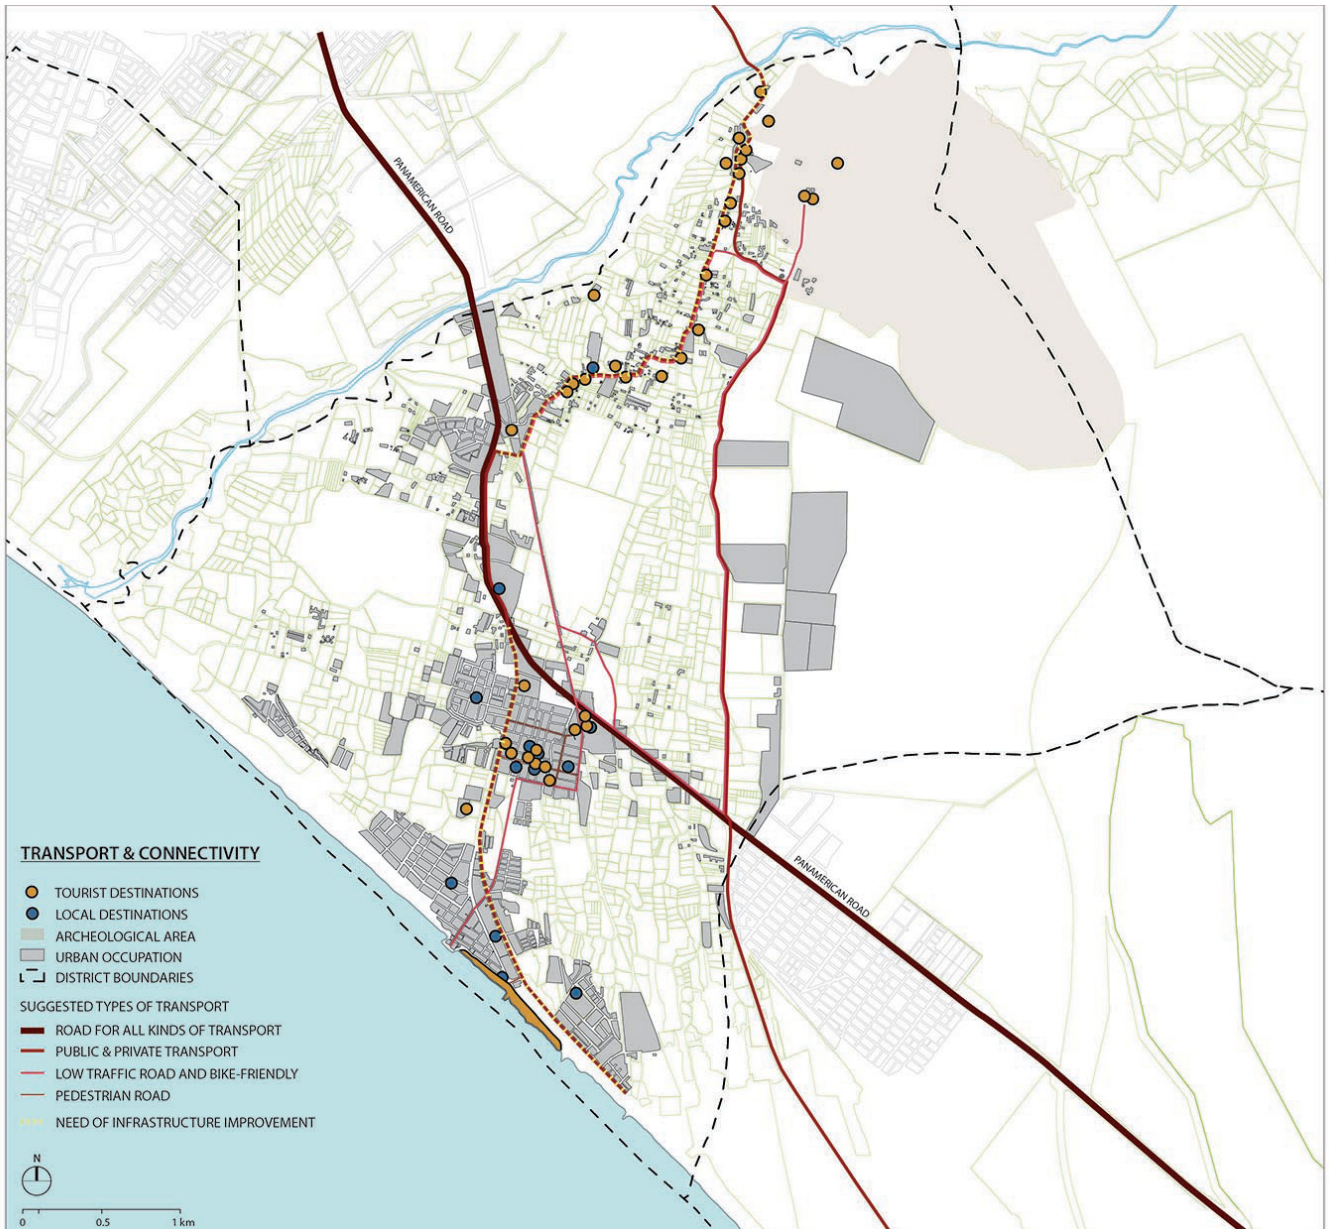 PANAMERICAN ROAD
PANAMERICAN ROAD
TRANSPORT & CONNECTIVITY
TOURIST DESTINATIONS
LOCAL DESTINATIONS
ARCHEOLOGICAL AREA
URBAN OCCUPATION
DISTRICT BOUNDARIES
SUGGESTED TYPES OF TRANSPORT
ROAD FOR ALL KINDS OF TRANSPORT
PUBLIC & PRIVATE TRANSPORT
LOW TRAFFIC ROAD AND BIKE-FRIENDLY
PEDESTRIAN ROAD
NEED OF INFRASTRUCTURE IMPROVEMENT
N
0 0.5 1 km